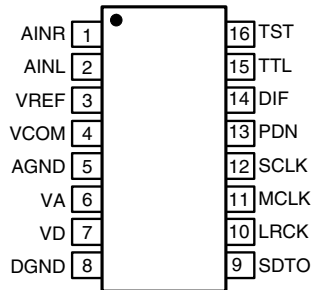 AINR 1 16 TST
AINL 2 15 TTL
VREF 3 14 DIF
VCOM 4 13 PDN
AGND 5 12 SCLK
VA 6 11 MCLK
VD 7 10 LRCK
DGND 8 9 SDTO